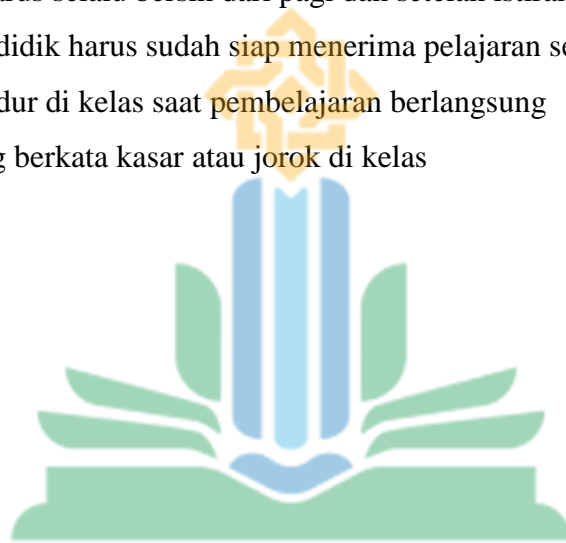 us selalu bersih dari pagi dan setelah
didik harus sudah siap menerima pelajaran
dur di kelas saat pembelajaran berlangsung
g berkata kasar atau jorok di kelas